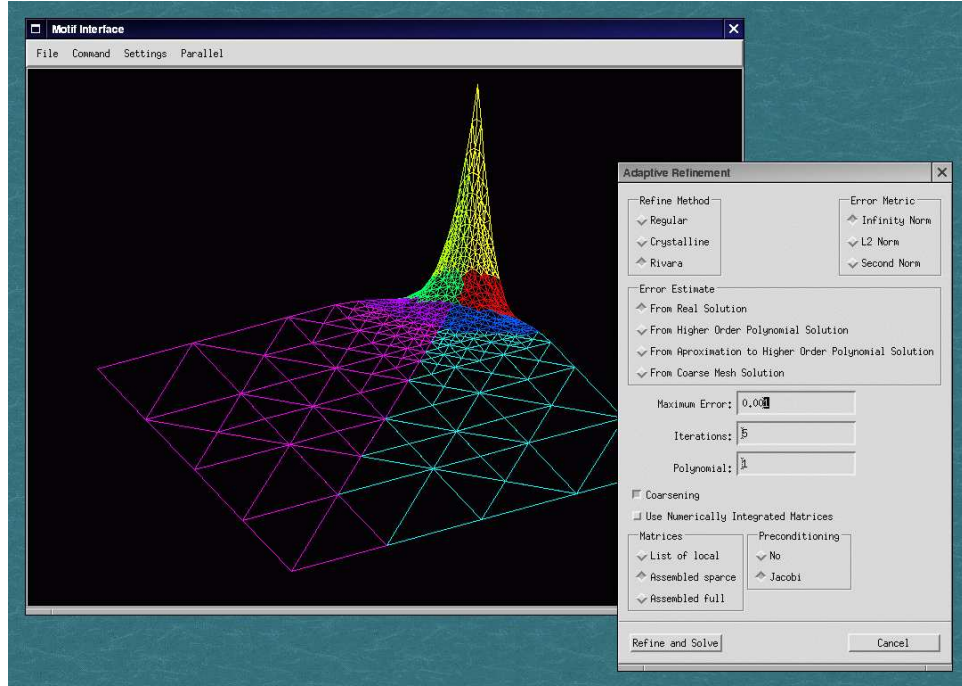 Motif Interface
File Command Settings Parallel
Adaptive Refinement
Refine Method
Regular
Crystalline
Rivara
Error Metric
Infinity Norm
L2 Norm
Second Norm
Error Estimate
From Real Solution
From Higher Order Polynomial Solution
From Aproximation to Higher Order Polynomial Solution
From Coarse Mesh Solution
Maximum Error: 0.001
Iterations: 5
Polynomial: 1
Coarsening
Use Numerically Integrated Matrices
Matrices
List of local
Assembled sparce
Assembled full
Preconditioning
No
Jacobi
Refine and Solve Cancel